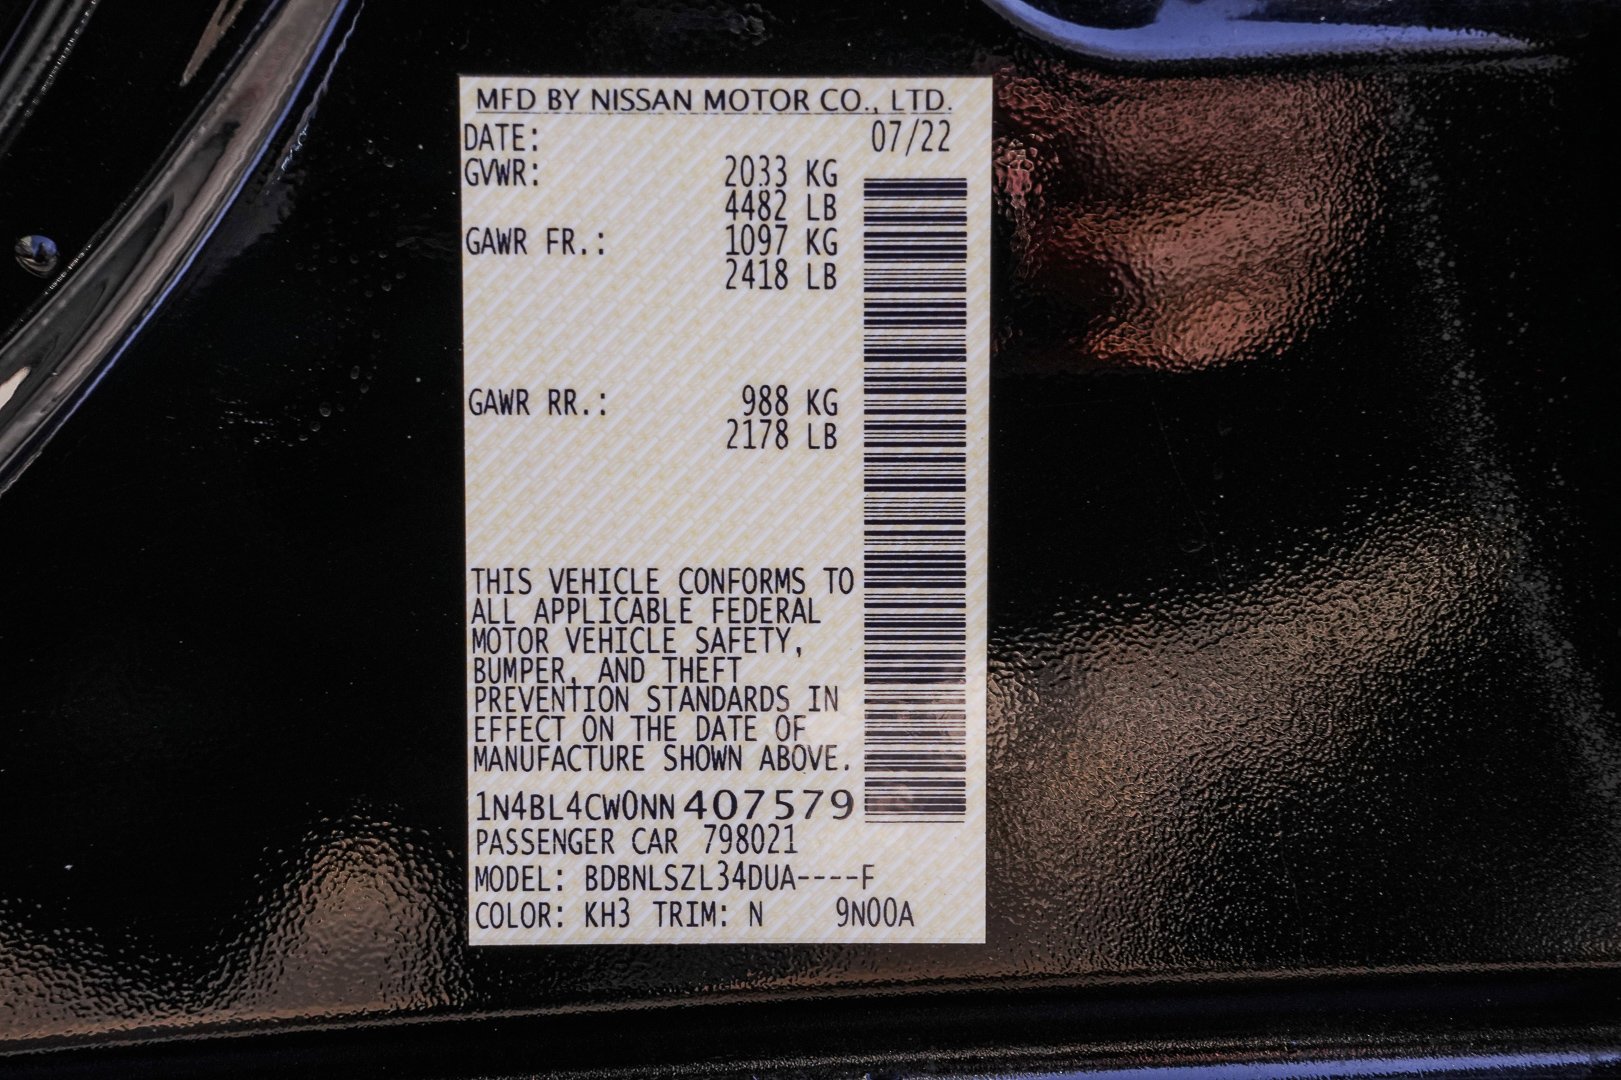 MFD BY NISSAN MOTOR CO., LTD.
DATE: 07/22
GVWR: 2033 KG
4482 LB
GAWR FR.: 1097 KG
2418 LB
GAWR RR.: 988 KG
2178 LB
THIS VEHICLE CONFORMS TO
ALL APPLICABLE FEDERAL
MOTOR VEHICLE SAFETY,
BUMPER, AND THEFT
PREVENTION STANDARDS IN
EFFECT ON THE DATE OF
MANUFACTURE SHOWN ABOVE.
1N4BL4CW0NN407579
PASSENGER CAR 798021
MODEL: BDBNLSZL34DUA----F
COLOR: KH3 TRIM: N 9N00A